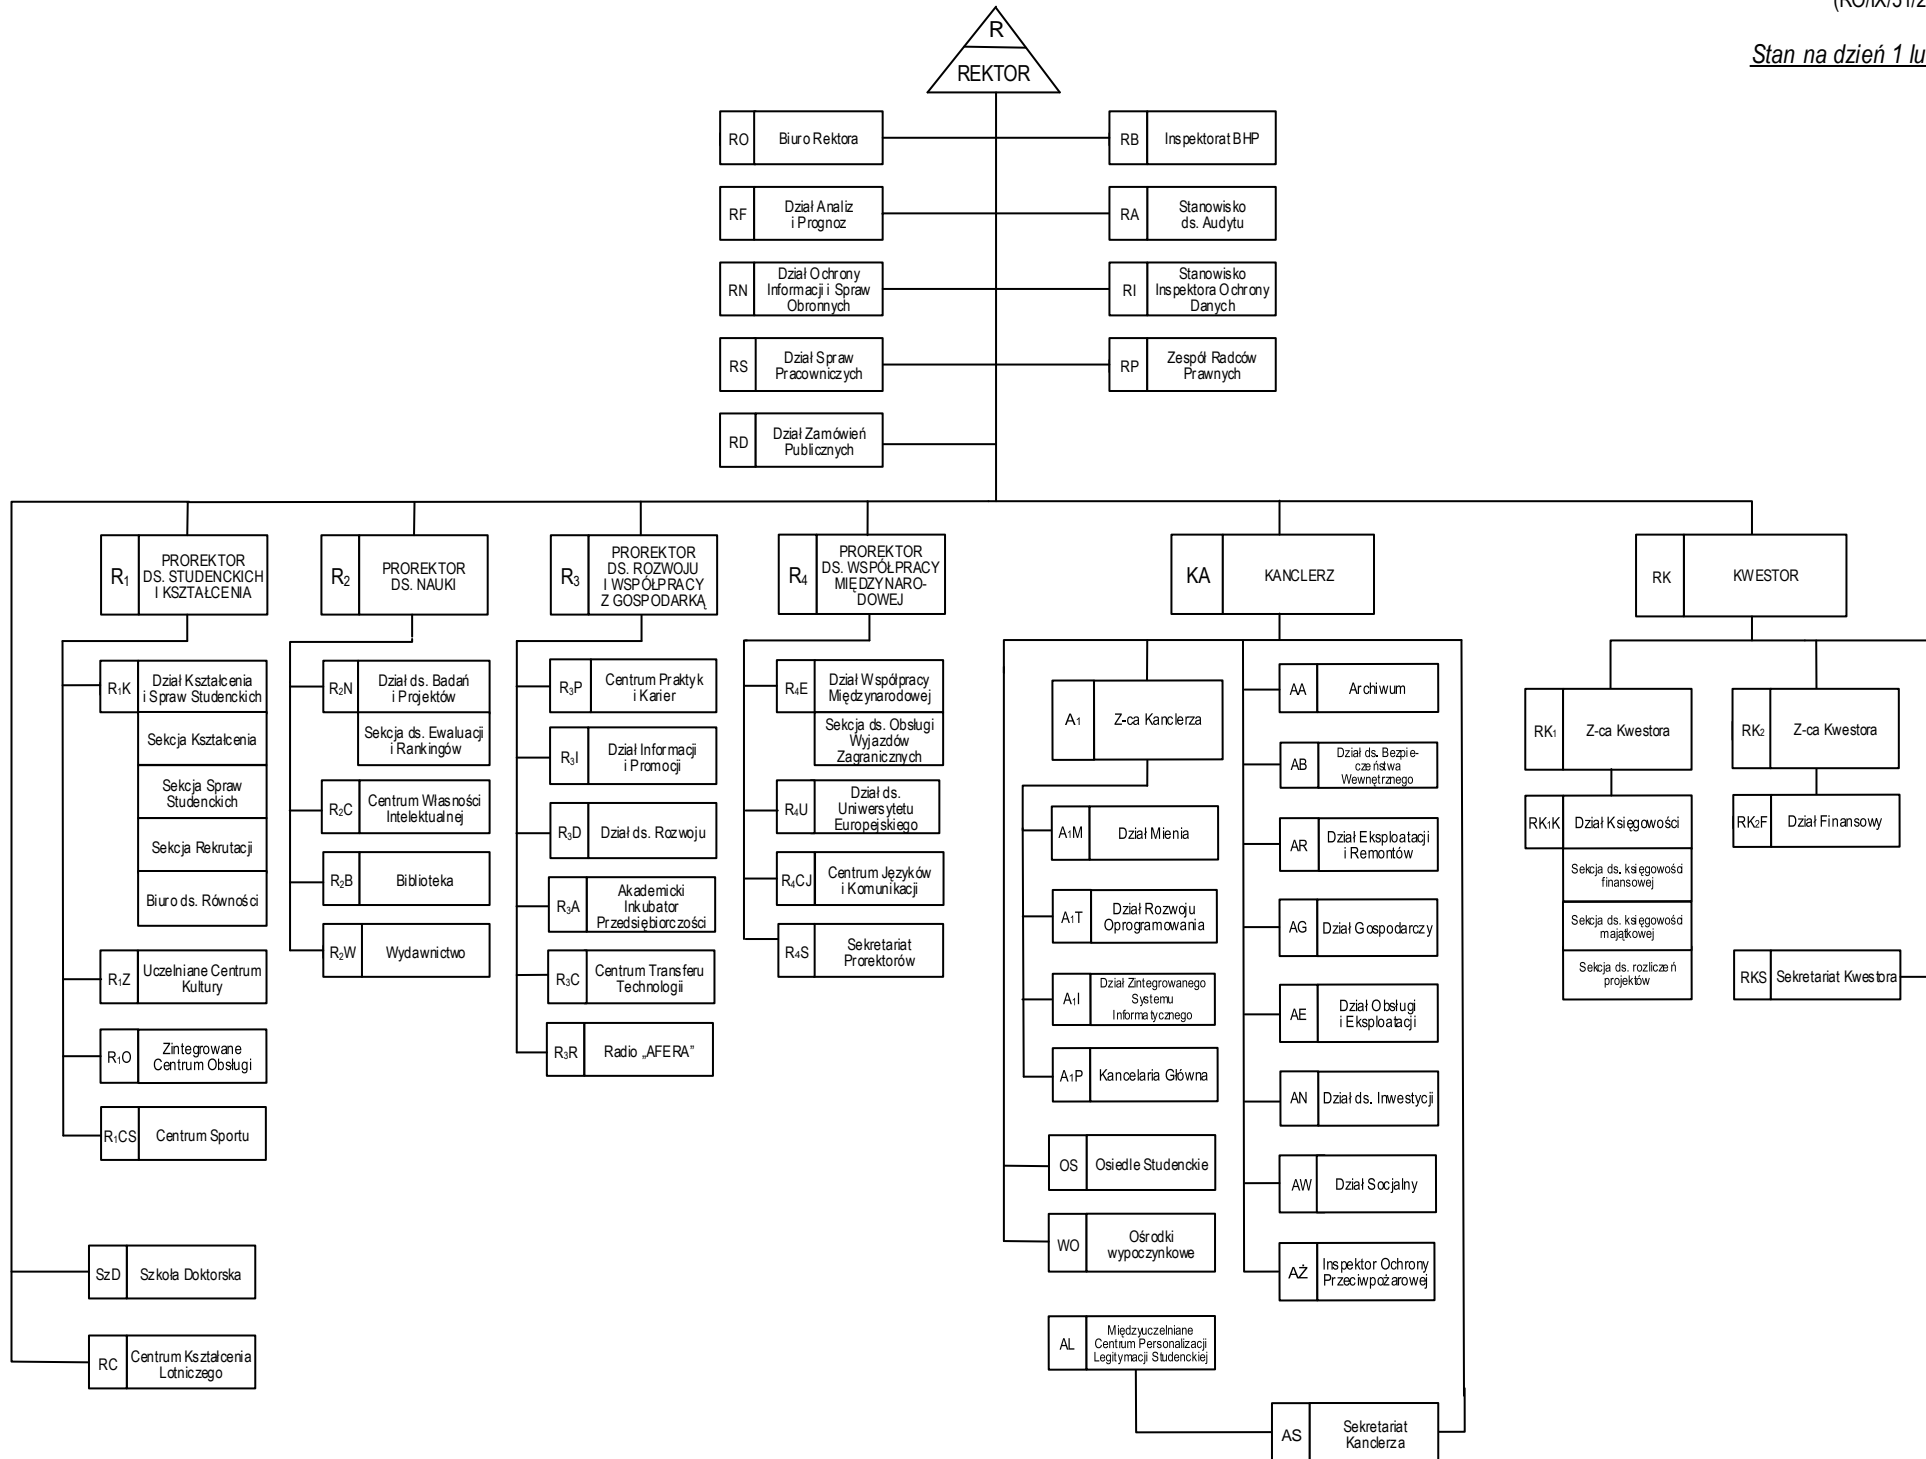 (RO/IX/51/2
Stan na dzień 1 lu
R
REKTOR
RO
Biuro Rektora
RB
Inspektorat BHP
RF
Dział Analiz
i Prognoz
RA
Stanowisko
ds. Audytu
RN
Dział Ochrony
Informacji i Spraw
Obronnych
RI
Stanowisko
Inspektora Ochrony
Danych
RS
Dział Spraw
Pracowniczych
RP
Zespół Radców
Prawnych
RD
Dział Zamówień
Publicznych
R1
PROREKTOR
DS. STUDENCKICH
I KSZTAŁCENIA
R2
PROREKTOR
DS. NAUKI
R3
PROREKTOR
DS. ROZWOJU
I WSPÓŁPRACY
Z GOSPODARKĄ
R4
PROREKTOR
DS. WSPÓŁPRACY
MIĘDZYNARO-
DOWEJ
KA
KANCLERZ
RK
KWESTOR
R1K
Dział Kształcenia
i Spraw Studenckich
Sekcja Kształcenia
Sekcja Spraw
Studenckich
Sekcja Rekrutacji
Biuro ds. Równości
R1Z
Uczelniane Centrum
Kultury
R1O
Zintegrowane
Centrum Obsługi
R1CS
Centrum Sportu
SzD
Szkoła Doktorska
RC
Centrum Kształcenia
Lotniczego
R2N
Dział ds. Badań
i Projektów
Sekcja ds. Ewaluacji
i Rankingów
R2C
Centrum Własności
Intelektualnej
R2B
Biblioteka
R2W
Wydawnictwo
R3P
Centrum Praktyk
i Karier
R3I
Dział Informacji
i Promocji
R3D
Dział ds. Rozwoju
R3A
Akademicki
Inkubator
Przedsiębiorczości
R3C
Centrum Transferu
Technologii
R3R
Radio „AFERA”
R4E
Dział Współpracy
Międzynarodowej
Sekcja ds. Obsługi
Wyjazdów
Zagranicznych
R4U
Dział ds.
Uniwersytetu
Europejskiego
R4CJ
Centrum Języków
i Komunikacji
R4S
Sekretariat
Prorektorów
A1
Z-ca Kanclerza
A1M
Dział Mienia
A1T
Dział Rozwoju
Oprogramowania
A1I
Dział Zintegrowanego
Systemu
Informatycznego
A1P
Kancelaria Główna
OS
Osiedle Studenckie
WO
Ośrodki
wypoczynkowe
AL
Międzyuczelniane
Centrum Personalizacji
Legitymacji Studenckiej
AA
Archiwum
AB
Dział ds. Bezpie-
czeństwa
Wewnętrznego
AR
Dział Eksploatacji
i Remontów
AG
Dział Gospodarczy
AE
Dział Obsługi
i Eksploatacji
AN
Dział ds. Inwestycji
AW
Dział Socjalny
AŻ
Inspektor Ochrony
Przeciwpożarowej
AS
Sekretariat
Kanclerza
RK1
Z-ca Kwestora
RK1K
Dział Księgowości
Sekcja ds. księgowości
finansowej
Sekcja ds. księgowości
majątkowej
Sekcja ds. rozliczeń
projektów
RK2
Z-ca Kwestora
RK2F
Dział Finansowy
RKS
Sekretariat Kwestora